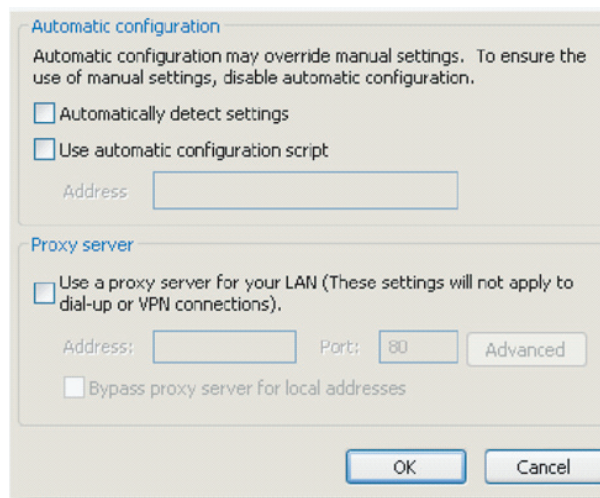 Automatic configuration
Automatic configuration may override manual settings.  To ensure the
use of manual settings, disable automatic configuration.
Automatically detect settings
Use automatic configuration script
Address
Proxy server
Use a proxy server for your LAN (These settings will not apply to
dial-up or VPN connections).
Address: Port: 80 Advanced
Bypass proxy server for local addresses
OK Cancel